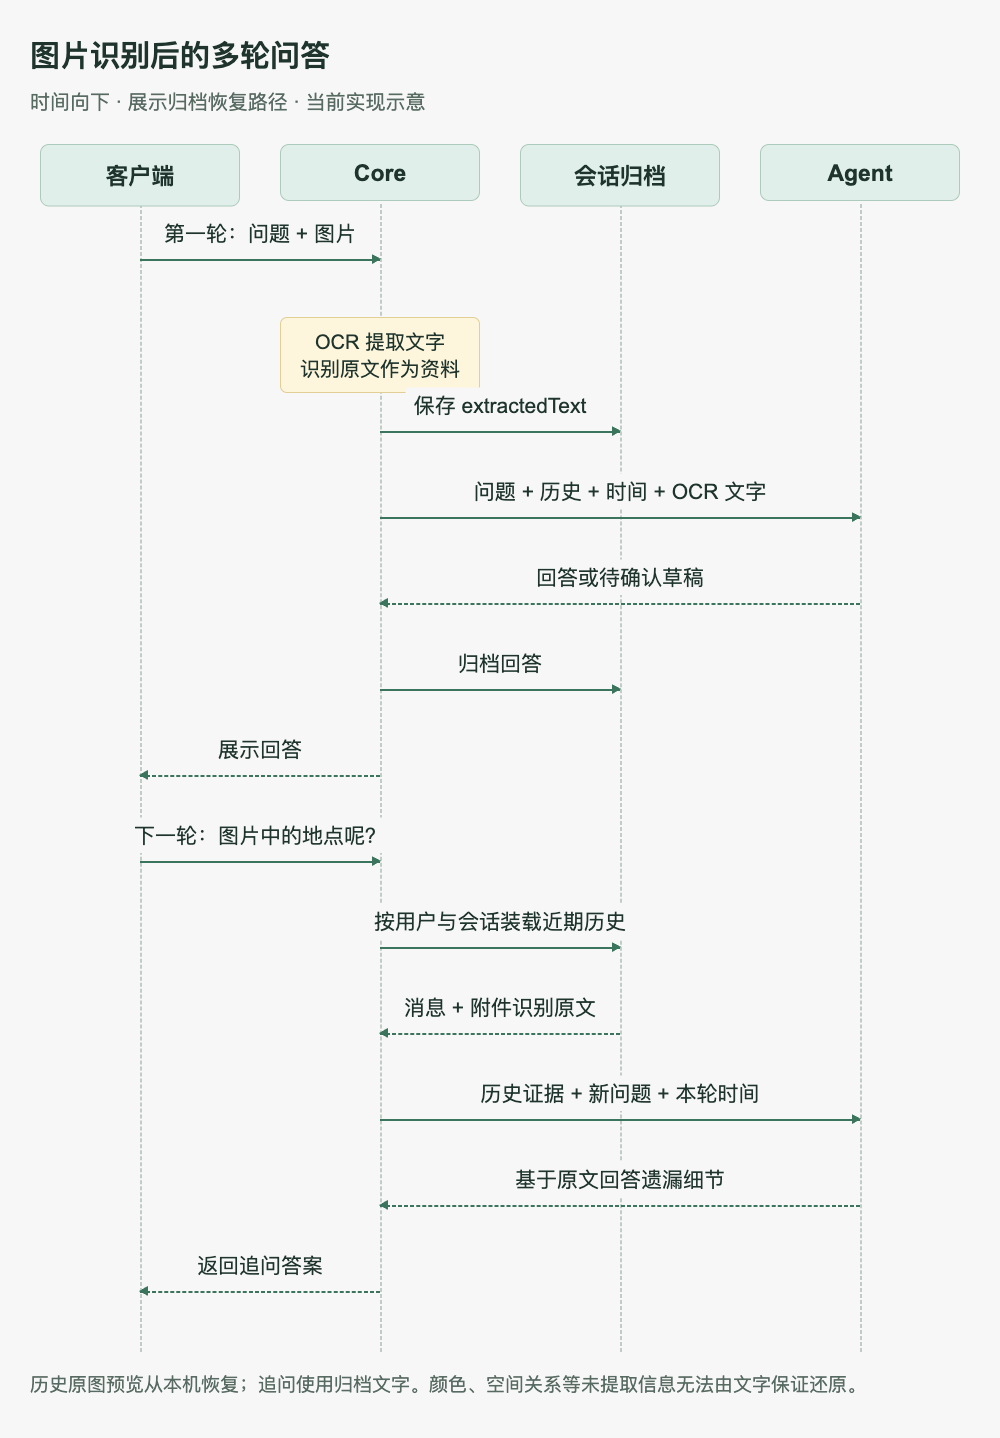 图片识别后的多轮问答
时间向下 · 展示归档恢复路径 · 当前实现示意
客户端
Core
会话归档
Agent
第一轮：问题 + 图片
OCR 提取文字
识别原文作为资料
保存 extractedText
问题 + 历史 + 时间 + OCR 文字
回答或待确认草稿
归档回答
展示回答
下一轮：图片中的地点呢?
按用户与会话装载近期历史
消息 + 附件识别原文
历史证据 + 新问题 + 本轮时间
基于原文回答遗漏细节
返回追问答案
历史原图预览从本机恢复；追问使用归档文字。颜色、空间关系等未提取信息无法由文字保证还原。